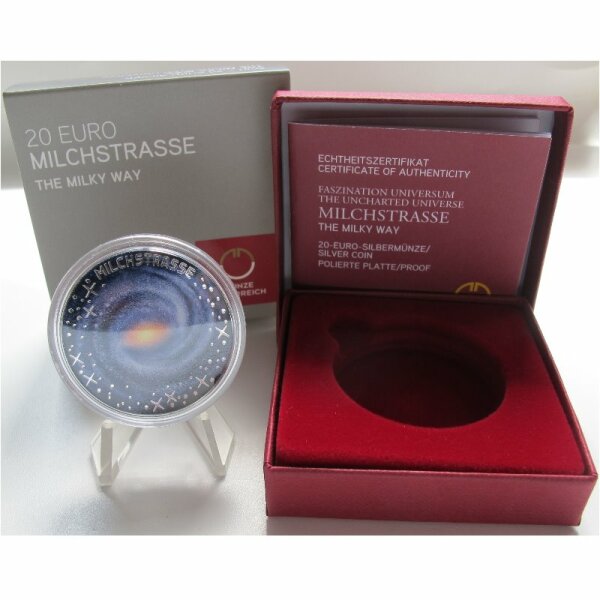 20 EURO
MILCHSTRASSE
THE MILKY WAY
MILCHSTRASSE
ECHTHEITSZERTIFIKAT
CERTIFICATE OF AUTHENTICITY
FASZINATION UNIVERSUM
THE UNCHARTED UNIVERSE
MILCHSTRASSE
THE MILKY WAY
20-EURO-SILBERMÜNZE/
SILVER COIN
POLIERTE PLATTE/PROOF